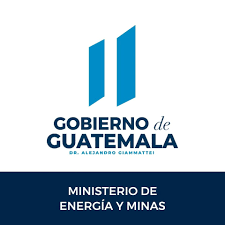 GOBIERNO de
GUATEMALA
DR. ALEJANDRO GIAMMATTEI
MINISTERIO DE
ENERGÍA Y MINAS